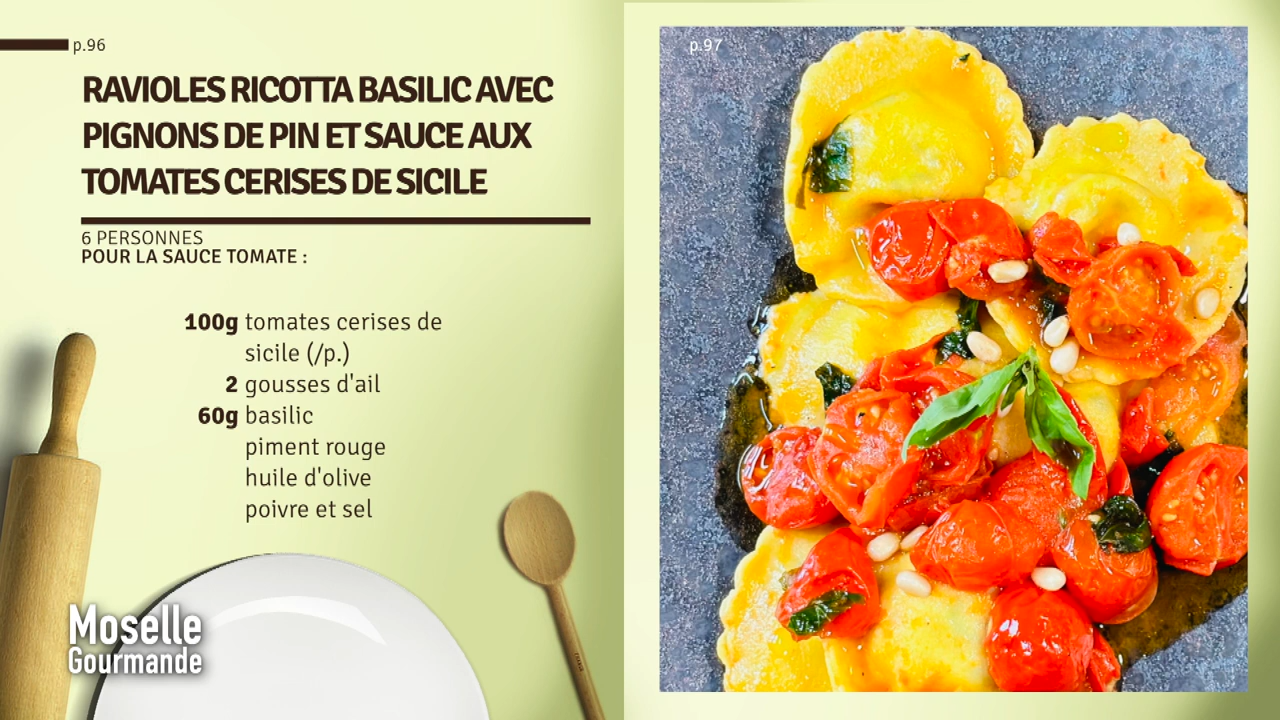 p.96
RAVIOLES RICOTTA BASILIC AVEC
PIGNONS DE PIN ET SAUCE AUX
TOMATES CERISES DE SICILE
6 PERSONNES
POUR LA SAUCE TOMATE :
100g tomates cerises de
sicile (/p.)
2 gousses d'ail
60g basilic
piment rouge
huile d'olive
poivre et sel
Moselle
Gourmande
p.97